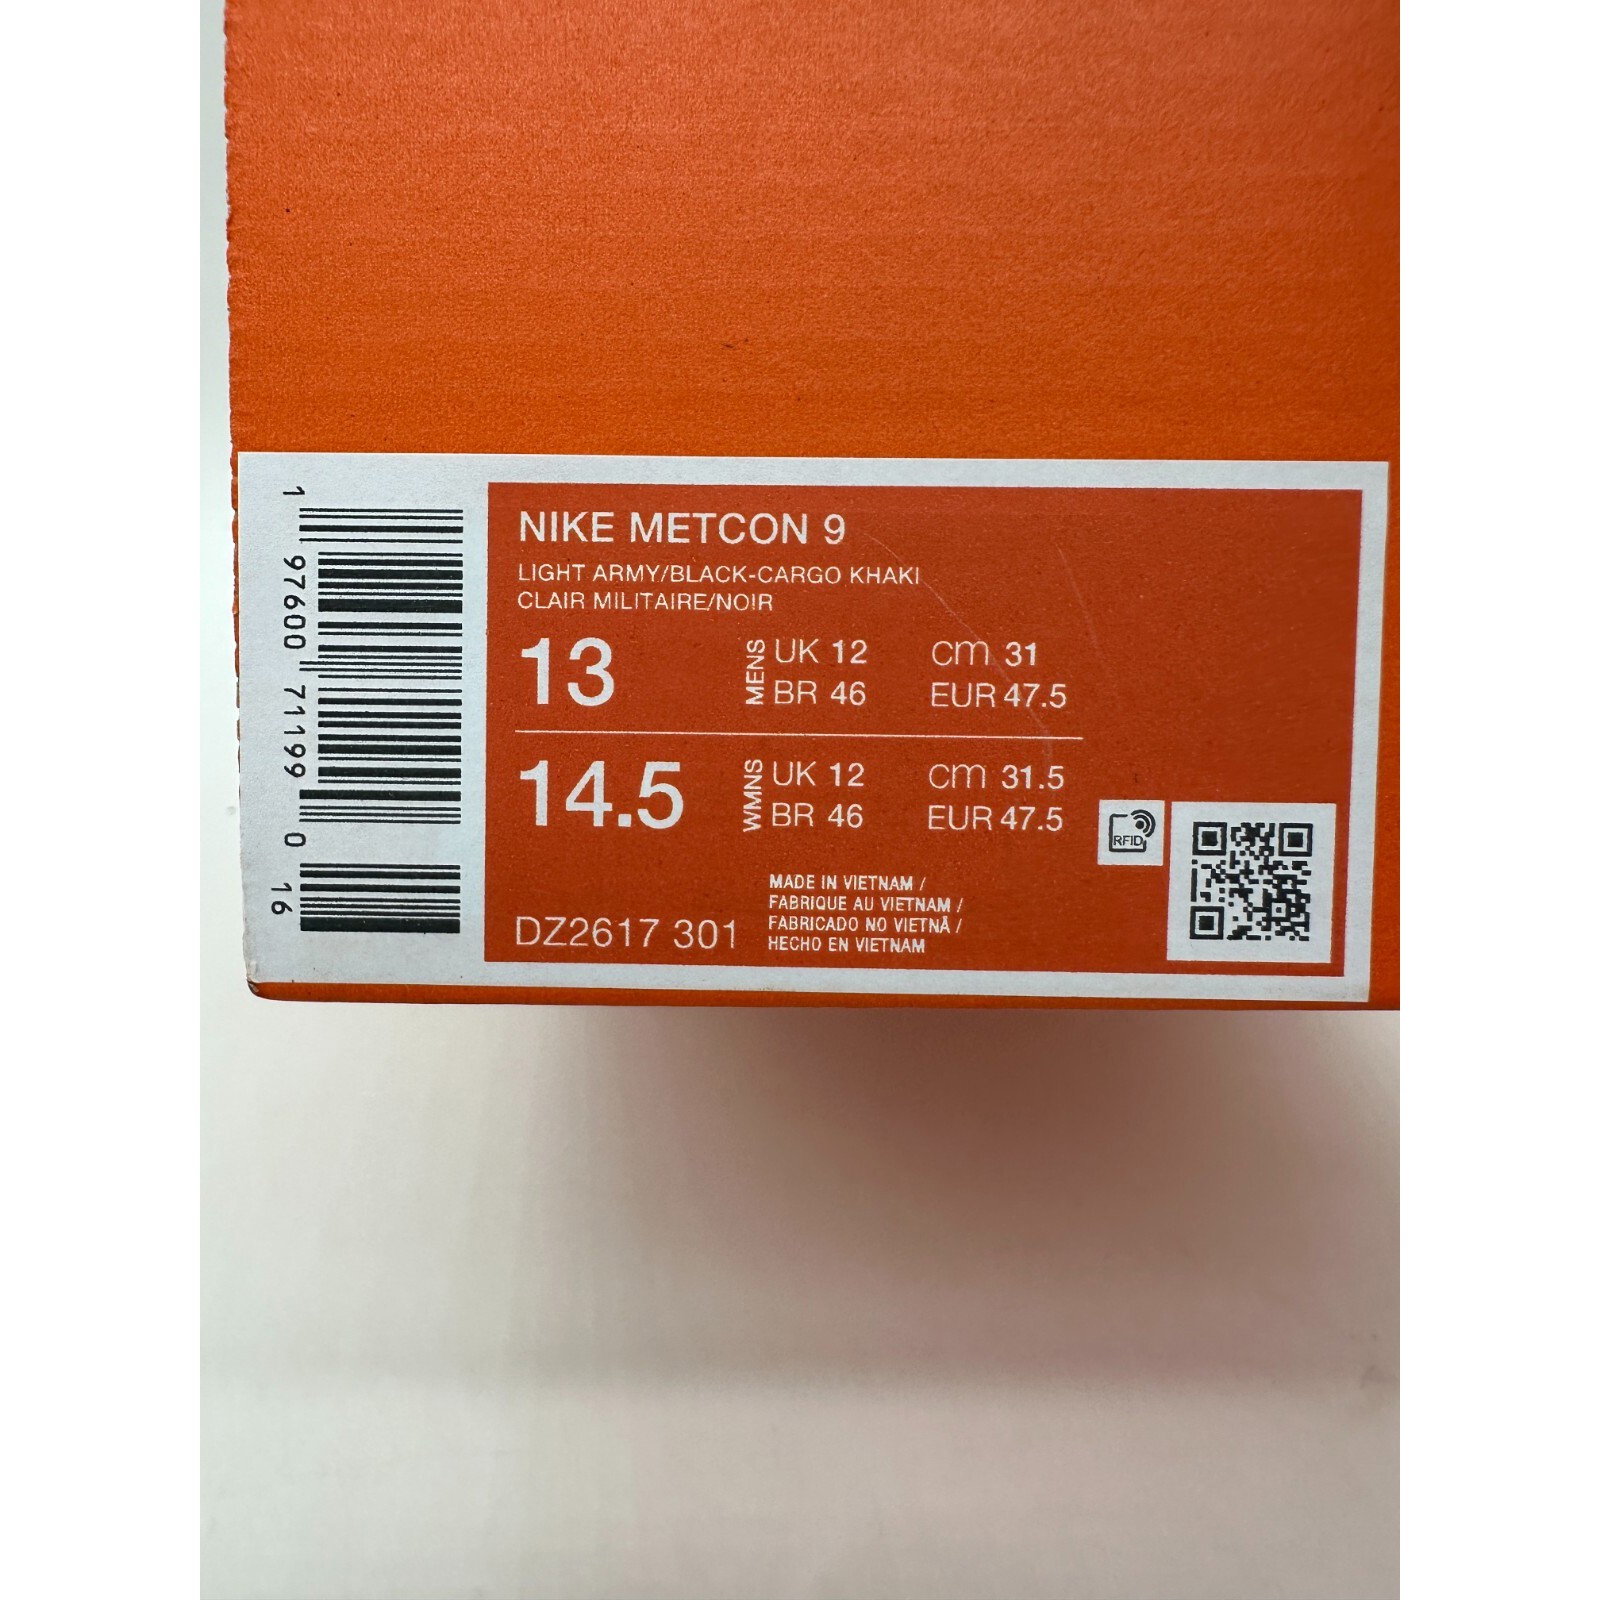 NIKE METCON 9
LIGHT ARMY/BLACK-CARGO KHAKI
CLAIR MILITAIRE/NOIR
13 MENS UK 12 cm 31
BR 46 EUR 47.5
14.5 WMNS UK 12 cm 31.5
BR 46 EUR 47.5
MADE IN VIETNAM /
FABRIQUE AU VIETNAM /
FABRICADO NO VIETNÃ /
HECHO EN VIETNAM
DZ2617 301
RFID
1 97600 71199 0 16